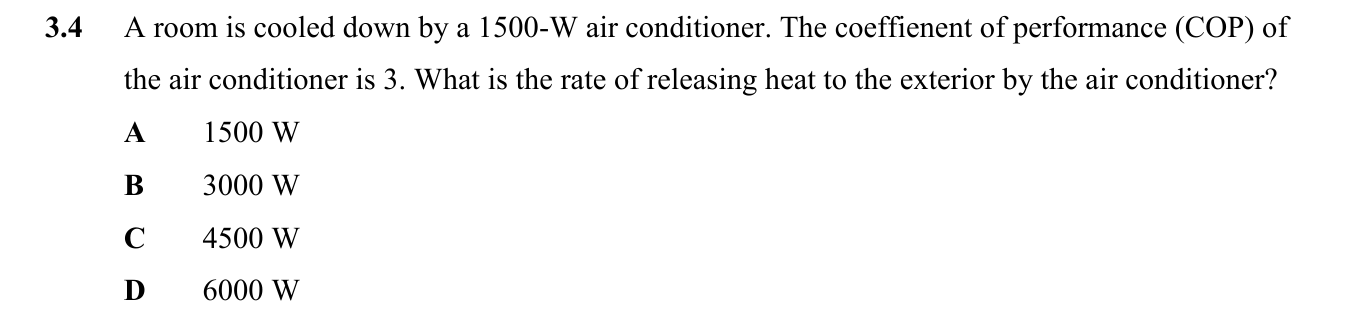 3.4 A room is cooled down by a 1500-W air conditioner. The coeffienent of performance (COP) of
the air conditioner is 3. What is the rate of releasing heat to the exterior by the air conditioner?
A 1500 W
B 3000 W
C 4500 W
D 6000 W